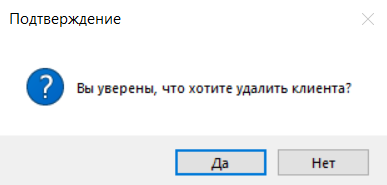 Подтверждение
Вы уверены, что хотите удалить клиента?
Да
Нет